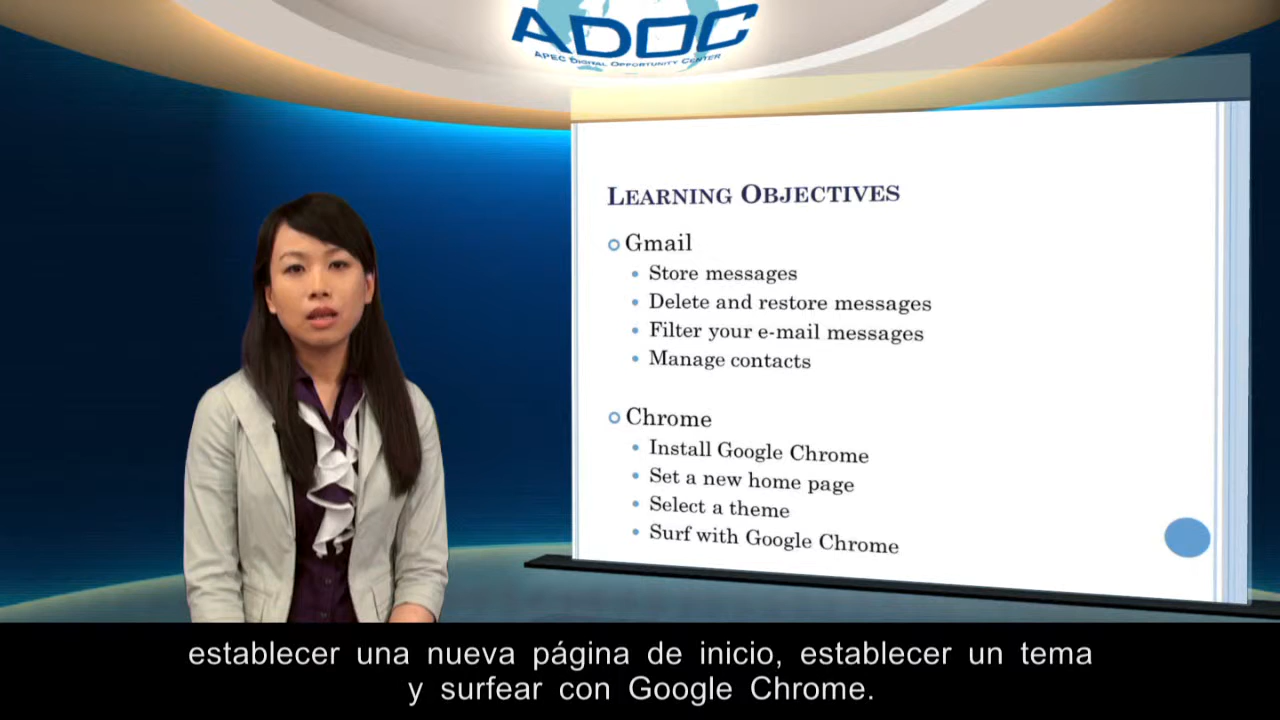 ADOC
APEC DIGITAL OPPORTUNITY CENTER
LEARNING OBJECTIVES
Gmail
Store messages
Delete and restore messages
Filter your e-mail messages
Manage contacts
Chrome
Install Google Chrome
Set a new home page
Select a theme
Surf with Google Chrome
establecer una nueva página de inicio, establecer un tema
y surfear con Google Chrome.